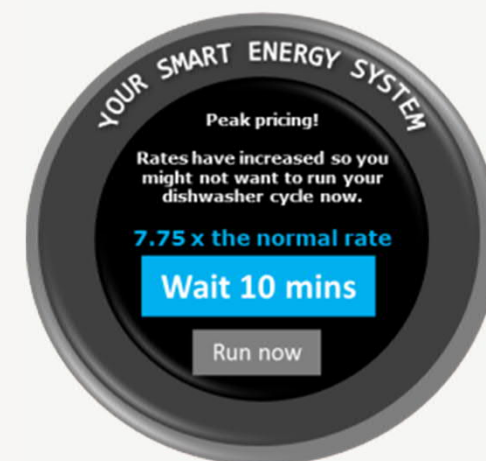 YOUR SMART ENERGY SYSTEM
Peak pricing!
Rates have increased so you
might not want to run your
dishwasher cycle now.
7.75 x the normal rate
Wait 10 mins
Run now